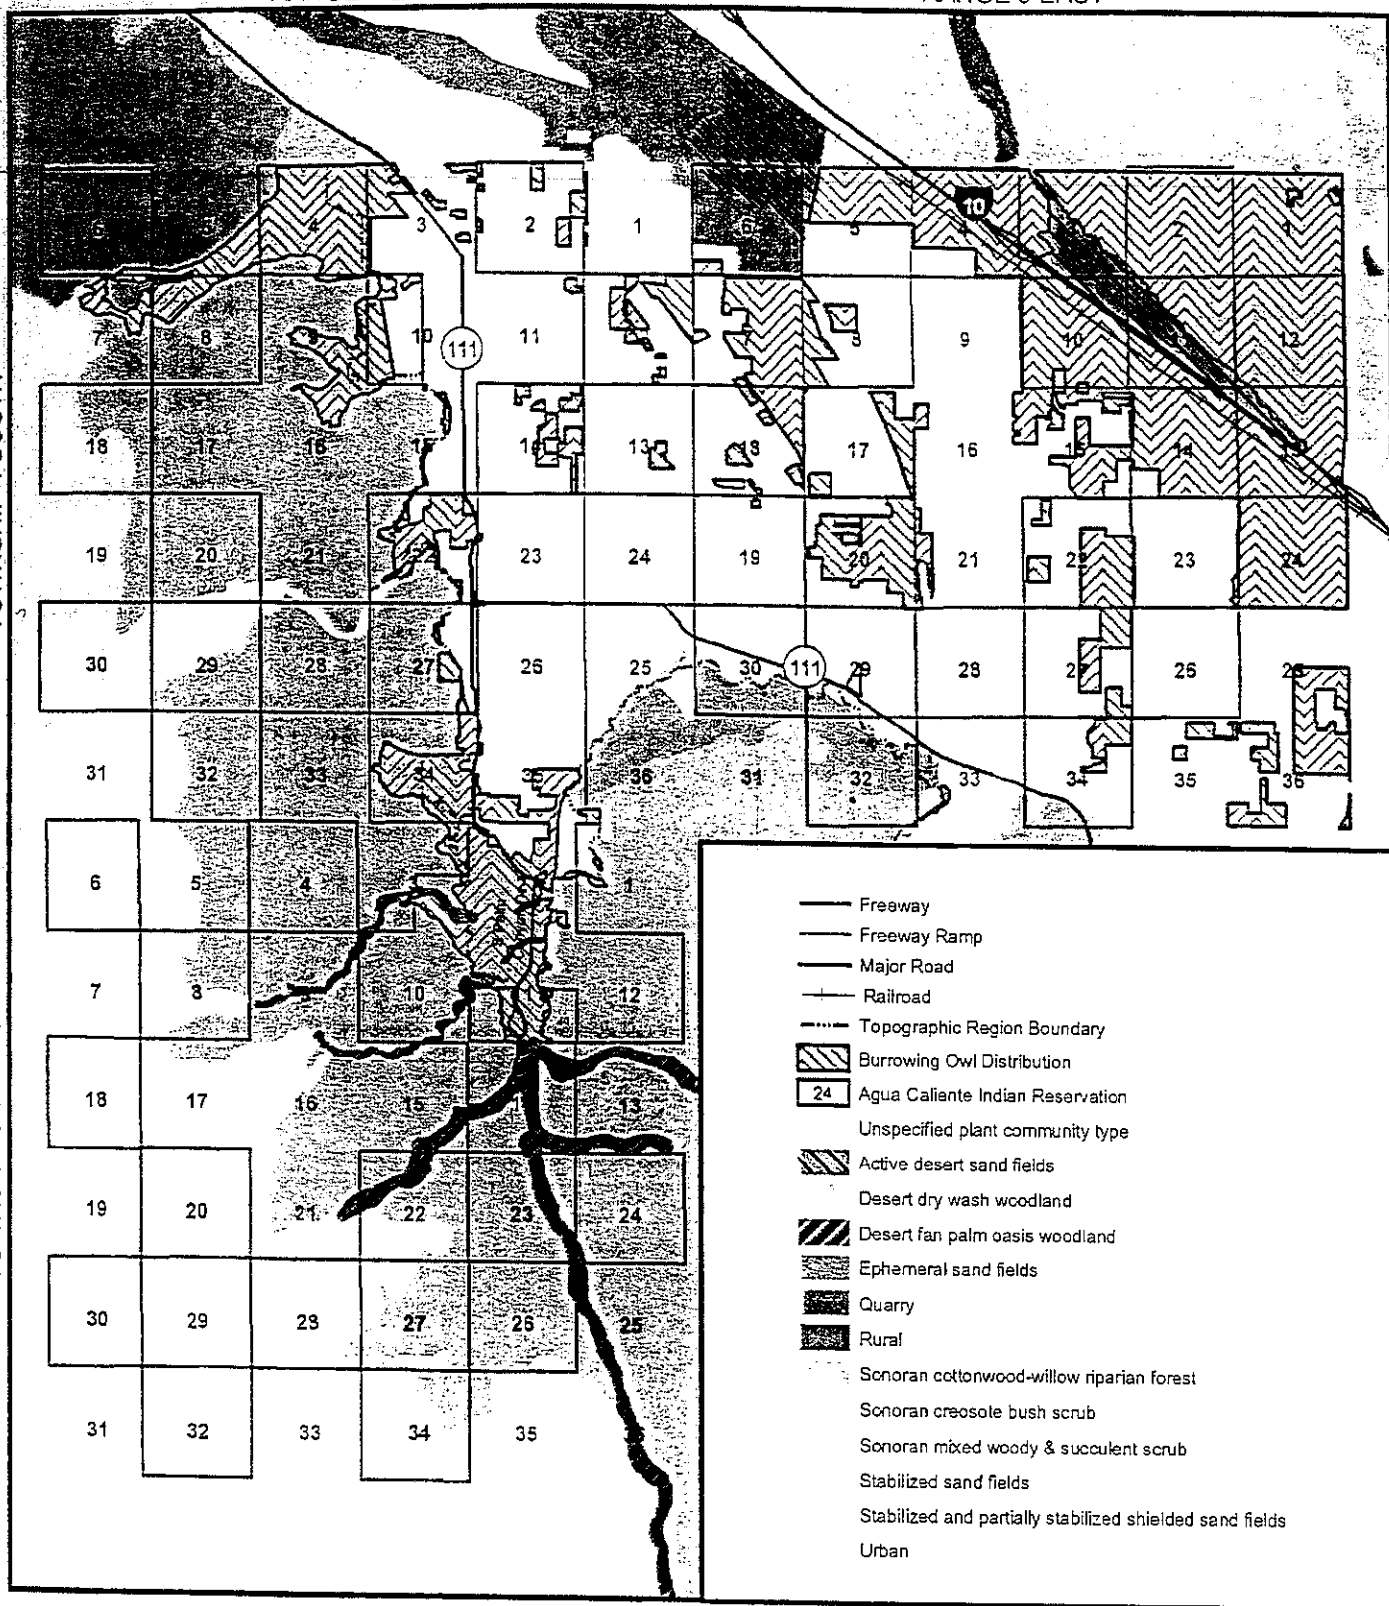 10
6 4 3 2 1 6 5 4 2 1
7 8 9 10 111 11 7 8 9 10 12
18 17 16 15 14 13 18 17 16 15 14
19 20 21 22 23 24 19 20 21 22 23 24
30 29 28 27 26 25 30 111 29 28 27 25 26
31 32 33 34 35 36 31 32 33 34 35 36
6 5 4 1
7 8 10 12
18 17 16 15 13
19 20 21 22 23 24
30 29 28 27 26 25
31 32 33 34 35
Freeway
Freeway Ramp
Major Road
Railroad
Topographic Region Boundary
Burrowing Owl Distribution
24 Agua Caliente Indian Reservation
Unspecified plant community type
Active desert sand fields
Desert dry wash woodland
Desert fan palm oasis woodland
Ephemeral sand fields
Quarry
Rural
Sonoran cottonwood-willow riparian forest
Sonoran creosote bush scrub
Sonoran mixed woody & succulent scrub
Stabilized sand fields
Stabilized and partially stabilized shielded sand fields
Urban